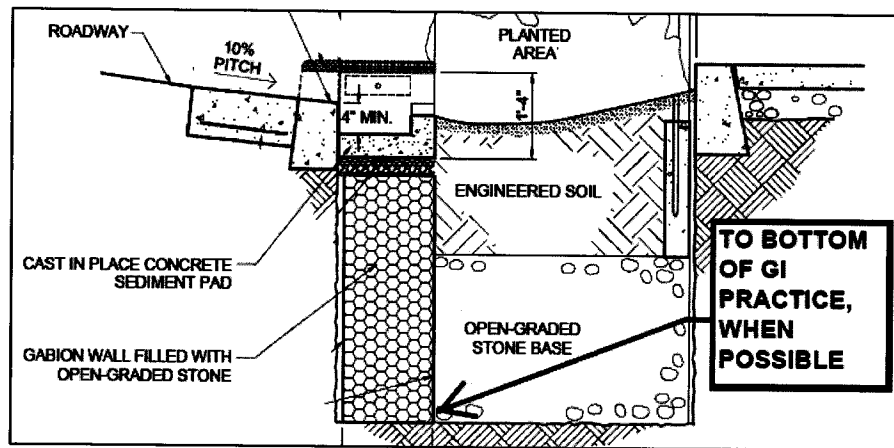 ROADWAY
10%
PITCH
PLANTED
AREA
4" MIN.
1'-4"
ENGINEERED SOIL
CAST IN PLACE CONCRETE
SEDIMENT PAD
GABION WALL FILLED WITH
OPEN-GRADED STONE
OPEN-GRADED
STONE BASE
TO BOTTOM
OF GI
PRACTICE,
WHEN
POSSIBLE